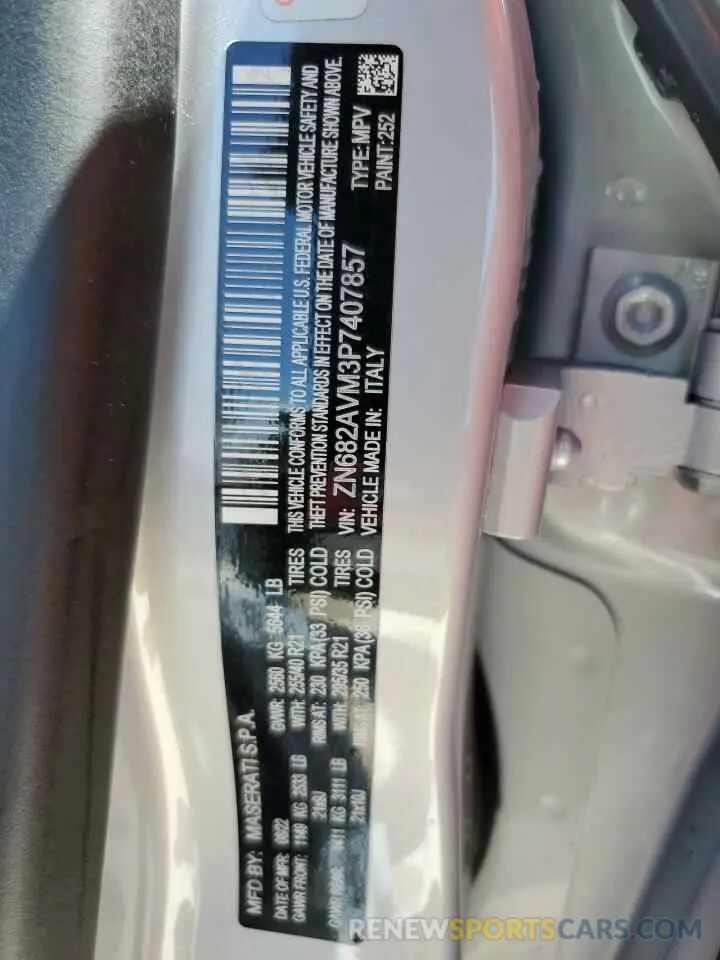 MFD BY: MASERATI S.P.A.
DATE OF MFR:
GVWR: 2560 KG 5644 LB
GAWR FRONT: 1149 KG 2533 LB
WITH: 255/40 R21 TIRES
RIMS AT: 230 KPA (33 PSI) COLD
KG 3111 LB
WITH: 295/35 R21 TIRES
250 KPA (36 PSI) COLD
THIS VEHICLE CONFORMS TO ALL APPLICABLE U.S. FEDERAL MOTOR VEHICLE SAFETY AND
THEFT PREVENTION STANDARDS IN EFFECT ON THE DATE OF MANUFACTURE SHOWN ABOVE.
VIN: ZN682AVM3P7407857 TYPE: MPV
VEHICLE MADE IN: ITALY PAINT: 252
RENEWSPORTSCARS.COM